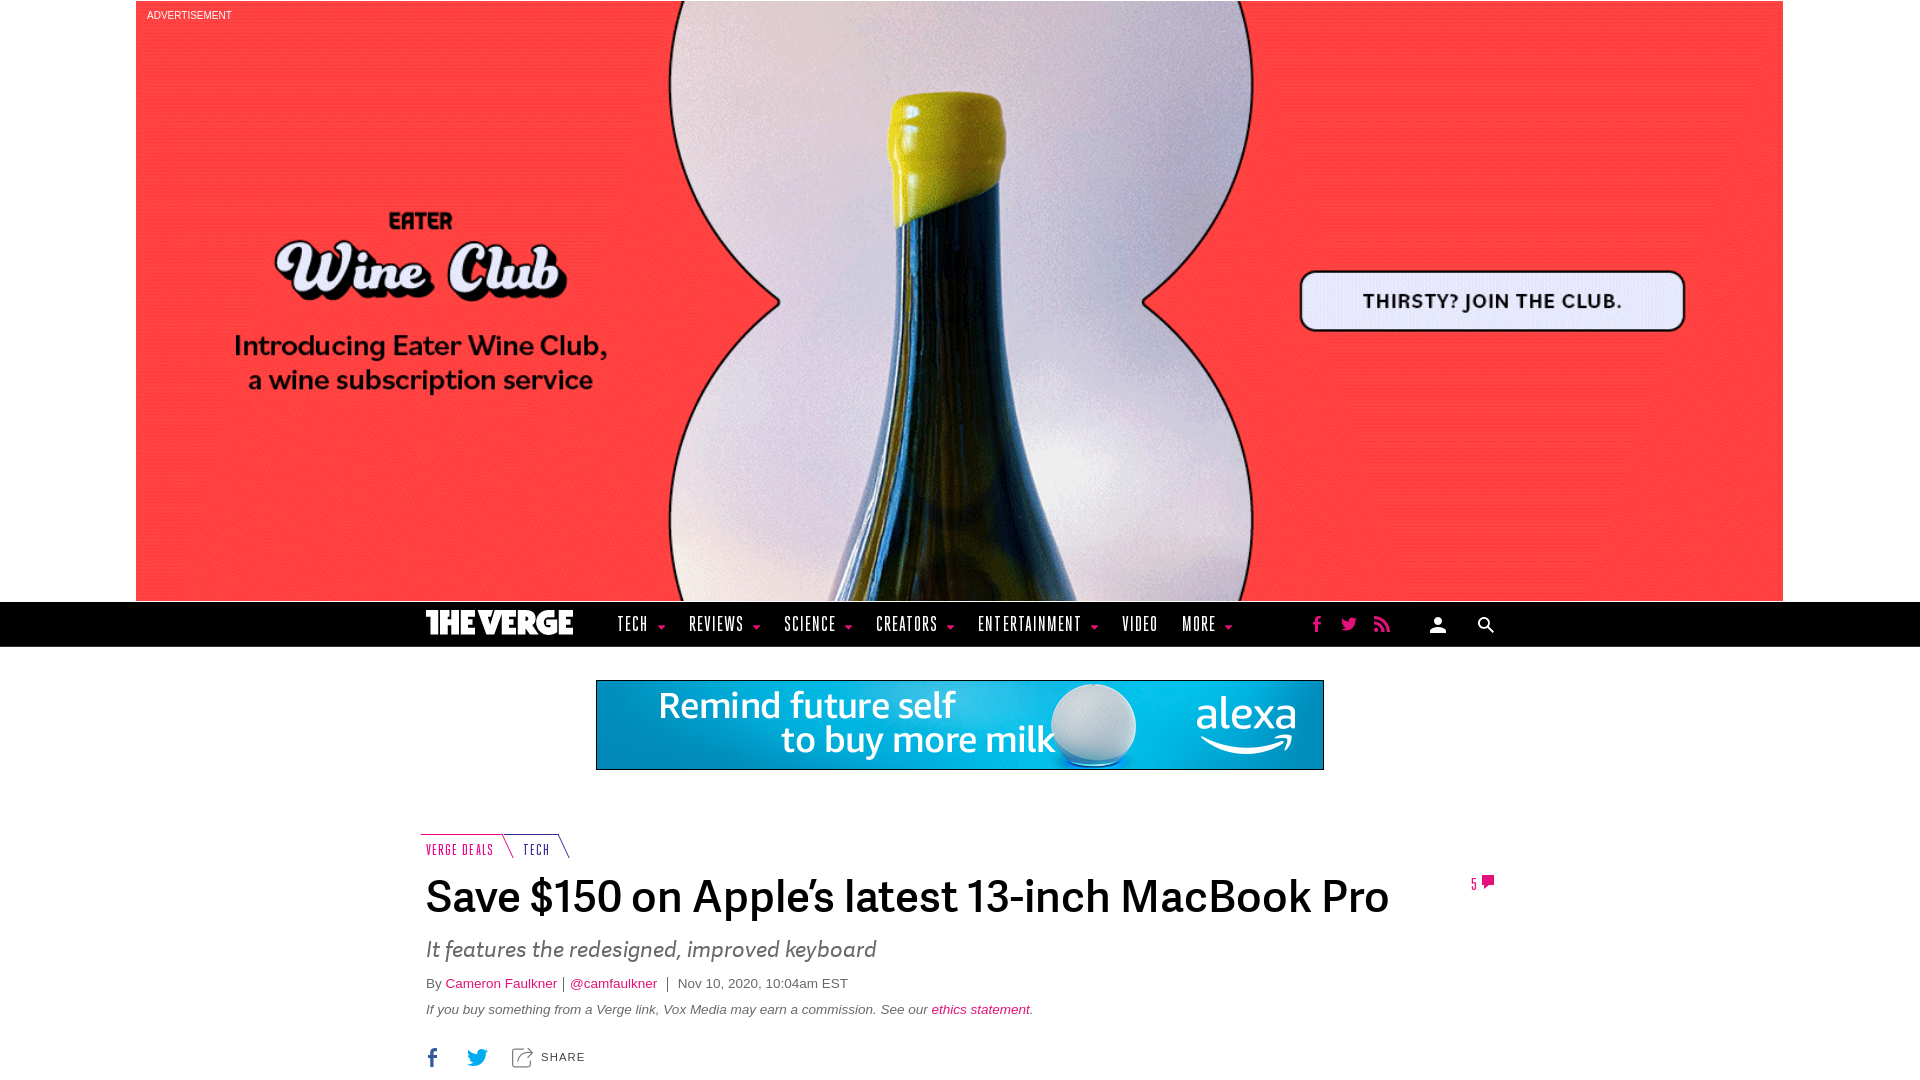 ADVERTISEMENT
EATER
Wine Club
Introducing Eater Wine Club,
a wine subscription service
THIRSTY? JOIN THE CLUB.
THE VERGE TECH REVIEWS SCIENCE CREATORS ENTERTAINMENT VIDEO MORE
Remind future self
to buy more milk
alexa
VERGE DEALS TECH
Save $150 on Apple’s latest 13-inch MacBook Pro
5
It features the redesigned, improved keyboard
By Cameron Faulkner | @camfaulkner | Nov 10, 2020, 10:04am EST
If you buy something from a Verge link, Vox Media may earn a commission. See our ethics statement.
SHARE